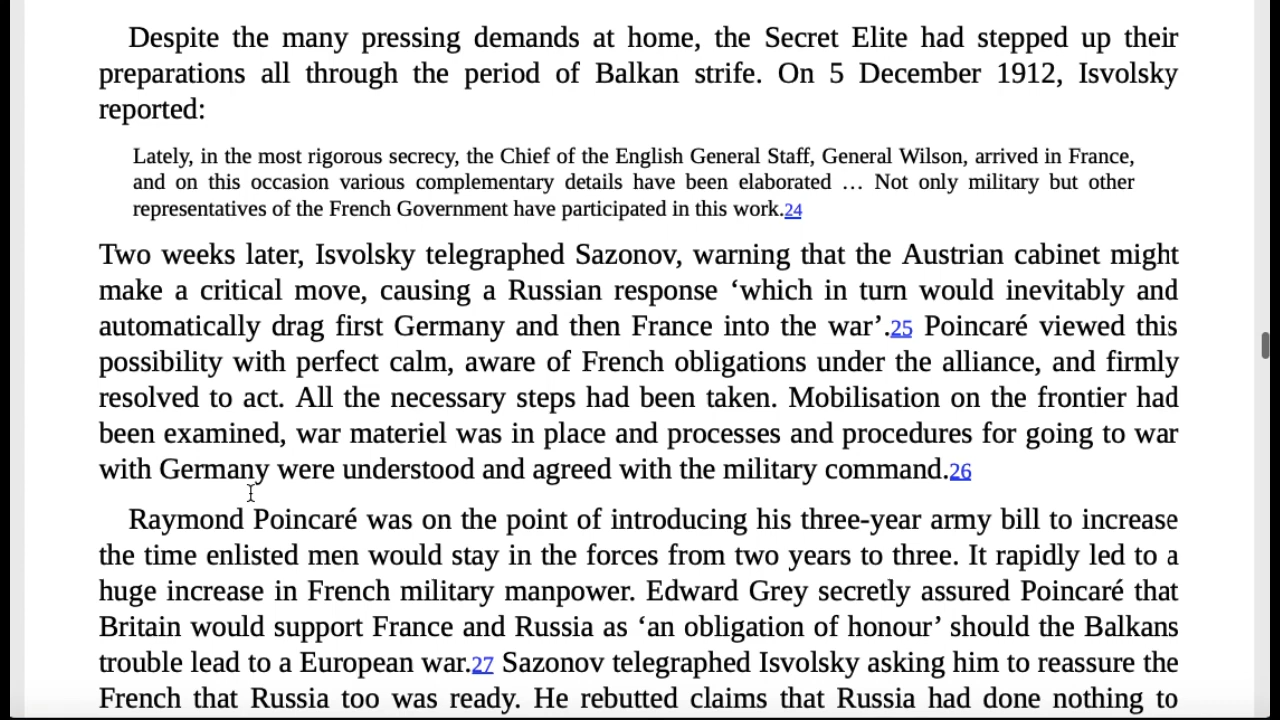 Despite the many pressing demands at home, the Secret Elite had stepped up their
preparations all through the period of Balkan strife. On 5 December 1912, Isvolsky
reported:
Lately, in the most rigorous secrecy, the Chief of the English General Staff, General Wilson, arrived in France,
and on this occasion various complementary details have been elaborated … Not only military but other
representatives of the French Government have participated in this work.24
Two weeks later, Isvolsky telegraphed Sazonov, warning that the Austrian cabinet might
make a critical move, causing a Russian response ‘which in turn would inevitably and
automatically drag first Germany and then France into the war’.25 Poincaré viewed this
possibility with perfect calm, aware of French obligations under the alliance, and firmly
resolved to act. All the necessary steps had been taken. Mobilisation on the frontier had
been examined, war materiel was in place and processes and procedures for going to war
with Germany were understood and agreed with the military command.26
Raymond Poincaré was on the point of introducing his three-year army bill to increase
the time enlisted men would stay in the forces from two years to three. It rapidly led to a
huge increase in French military manpower. Edward Grey secretly assured Poincaré that
Britain would support France and Russia as ‘an obligation of honour’ should the Balkans
trouble lead to a European war.27 Sazonov telegraphed Isvolsky asking him to reassure the
French that Russia too was ready. He rebutted claims that Russia had done nothing to